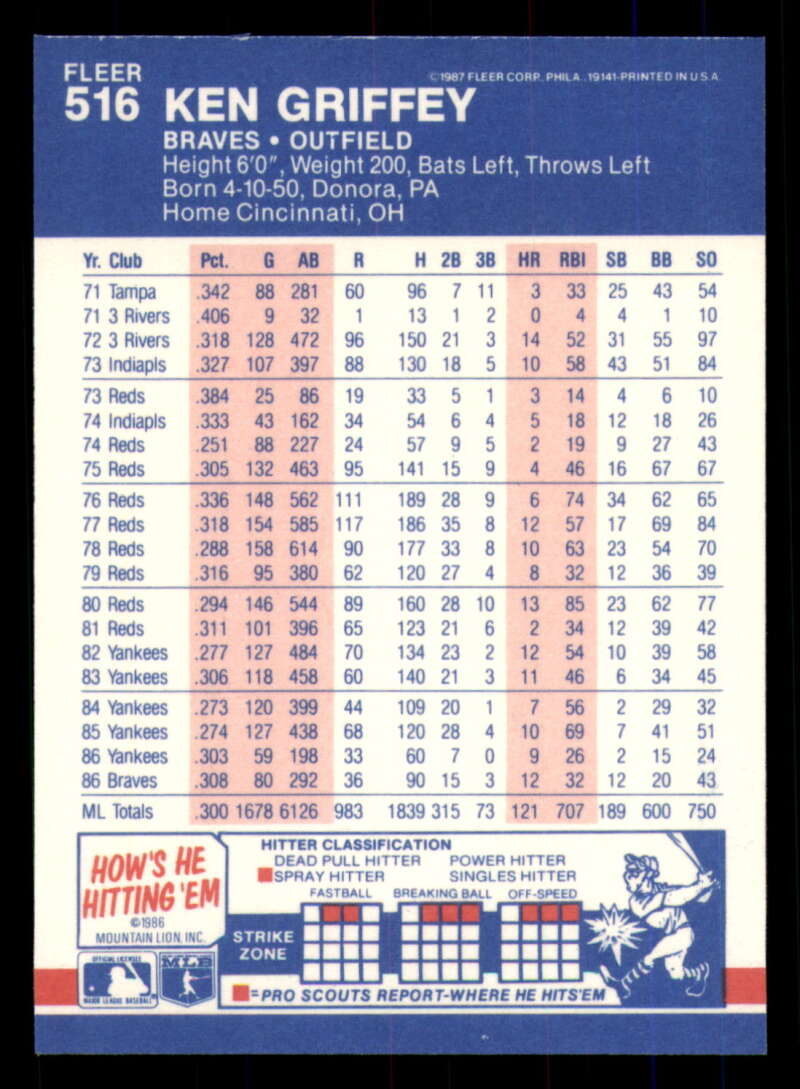 FLEER
©1987 FLEER CORP. PHILA. 19141-PRINTED IN U.S.A.
516 KEN GRIFFEY
BRAVES • OUTFIELD
Height 6'0", Weight 200, Bats Left, Throws Left
Born 4-10-50, Donora, PA
Home Cincinnati, OH
Yr. Club Pct. G AB R H 2B 3B HR RBI SB BB SO
71 Tampa .342 88 281 60 96 7 11 3 33 25 43 54
71 3 Rivers .406 9 32 1 13 1 2 0 4 4 1 10
72 3 Rivers .318 128 472 96 150 21 3 14 52 31 55 97
73 Indiapls .327 107 397 88 130 18 5 10 58 43 51 84
73 Reds .384 25 86 19 33 5 1 3 14 4 6 10
74 Indiapls .333 43 162 34 54 6 4 5 18 12 18 26
74 Reds .251 88 227 24 57 9 5 2 19 9 27 43
75 Reds .305 132 463 95 141 15 9 4 46 16 67 67
76 Reds .336 148 562 111 189 28 9 6 74 34 62 65
77 Reds .318 154 585 117 186 35 8 12 57 17 69 84
78 Reds .288 158 614 90 177 33 8 10 63 23 54 70
79 Reds .316 95 380 62 120 27 4 8 32 12 36 39
80 Reds .294 146 544 89 160 28 10 13 85 23 62 77
81 Reds .311 101 396 65 123 21 6 2 34 12 39 42
82 Yankees .277 127 484 70 134 23 2 12 54 10 39 58
83 Yankees .306 118 458 60 140 21 3 11 46 6 34 45
84 Yankees .273 120 399 44 109 20 1 7 56 2 29 32
85 Yankees .274 127 438 68 120 28 4 10 69 7 41 51
86 Yankees .303 59 198 33 60 7 0 9 26 2 15 24
86 Braves .308 80 292 36 90 15 3 12 32 12 20 43
ML Totals .300 1678 6126 983 1839 315 73 121 707 189 600 750
HOW'S HE
HITTING 'EM
©1986
MOUNTAIN LION, INC.
HITTER CLASSIFICATION
DEAD PULL HITTER POWER HITTER
SPRAY HITTER SINGLES HITTER
FASTBALL BREAKING BALL OFF-SPEED
STRIKE
ZONE
=PRO SCOUTS REPORT-WHERE HE HITS'EM
OFFICIAL LICENSEE
MAJOR LEAGUE BASEBALL
MLB